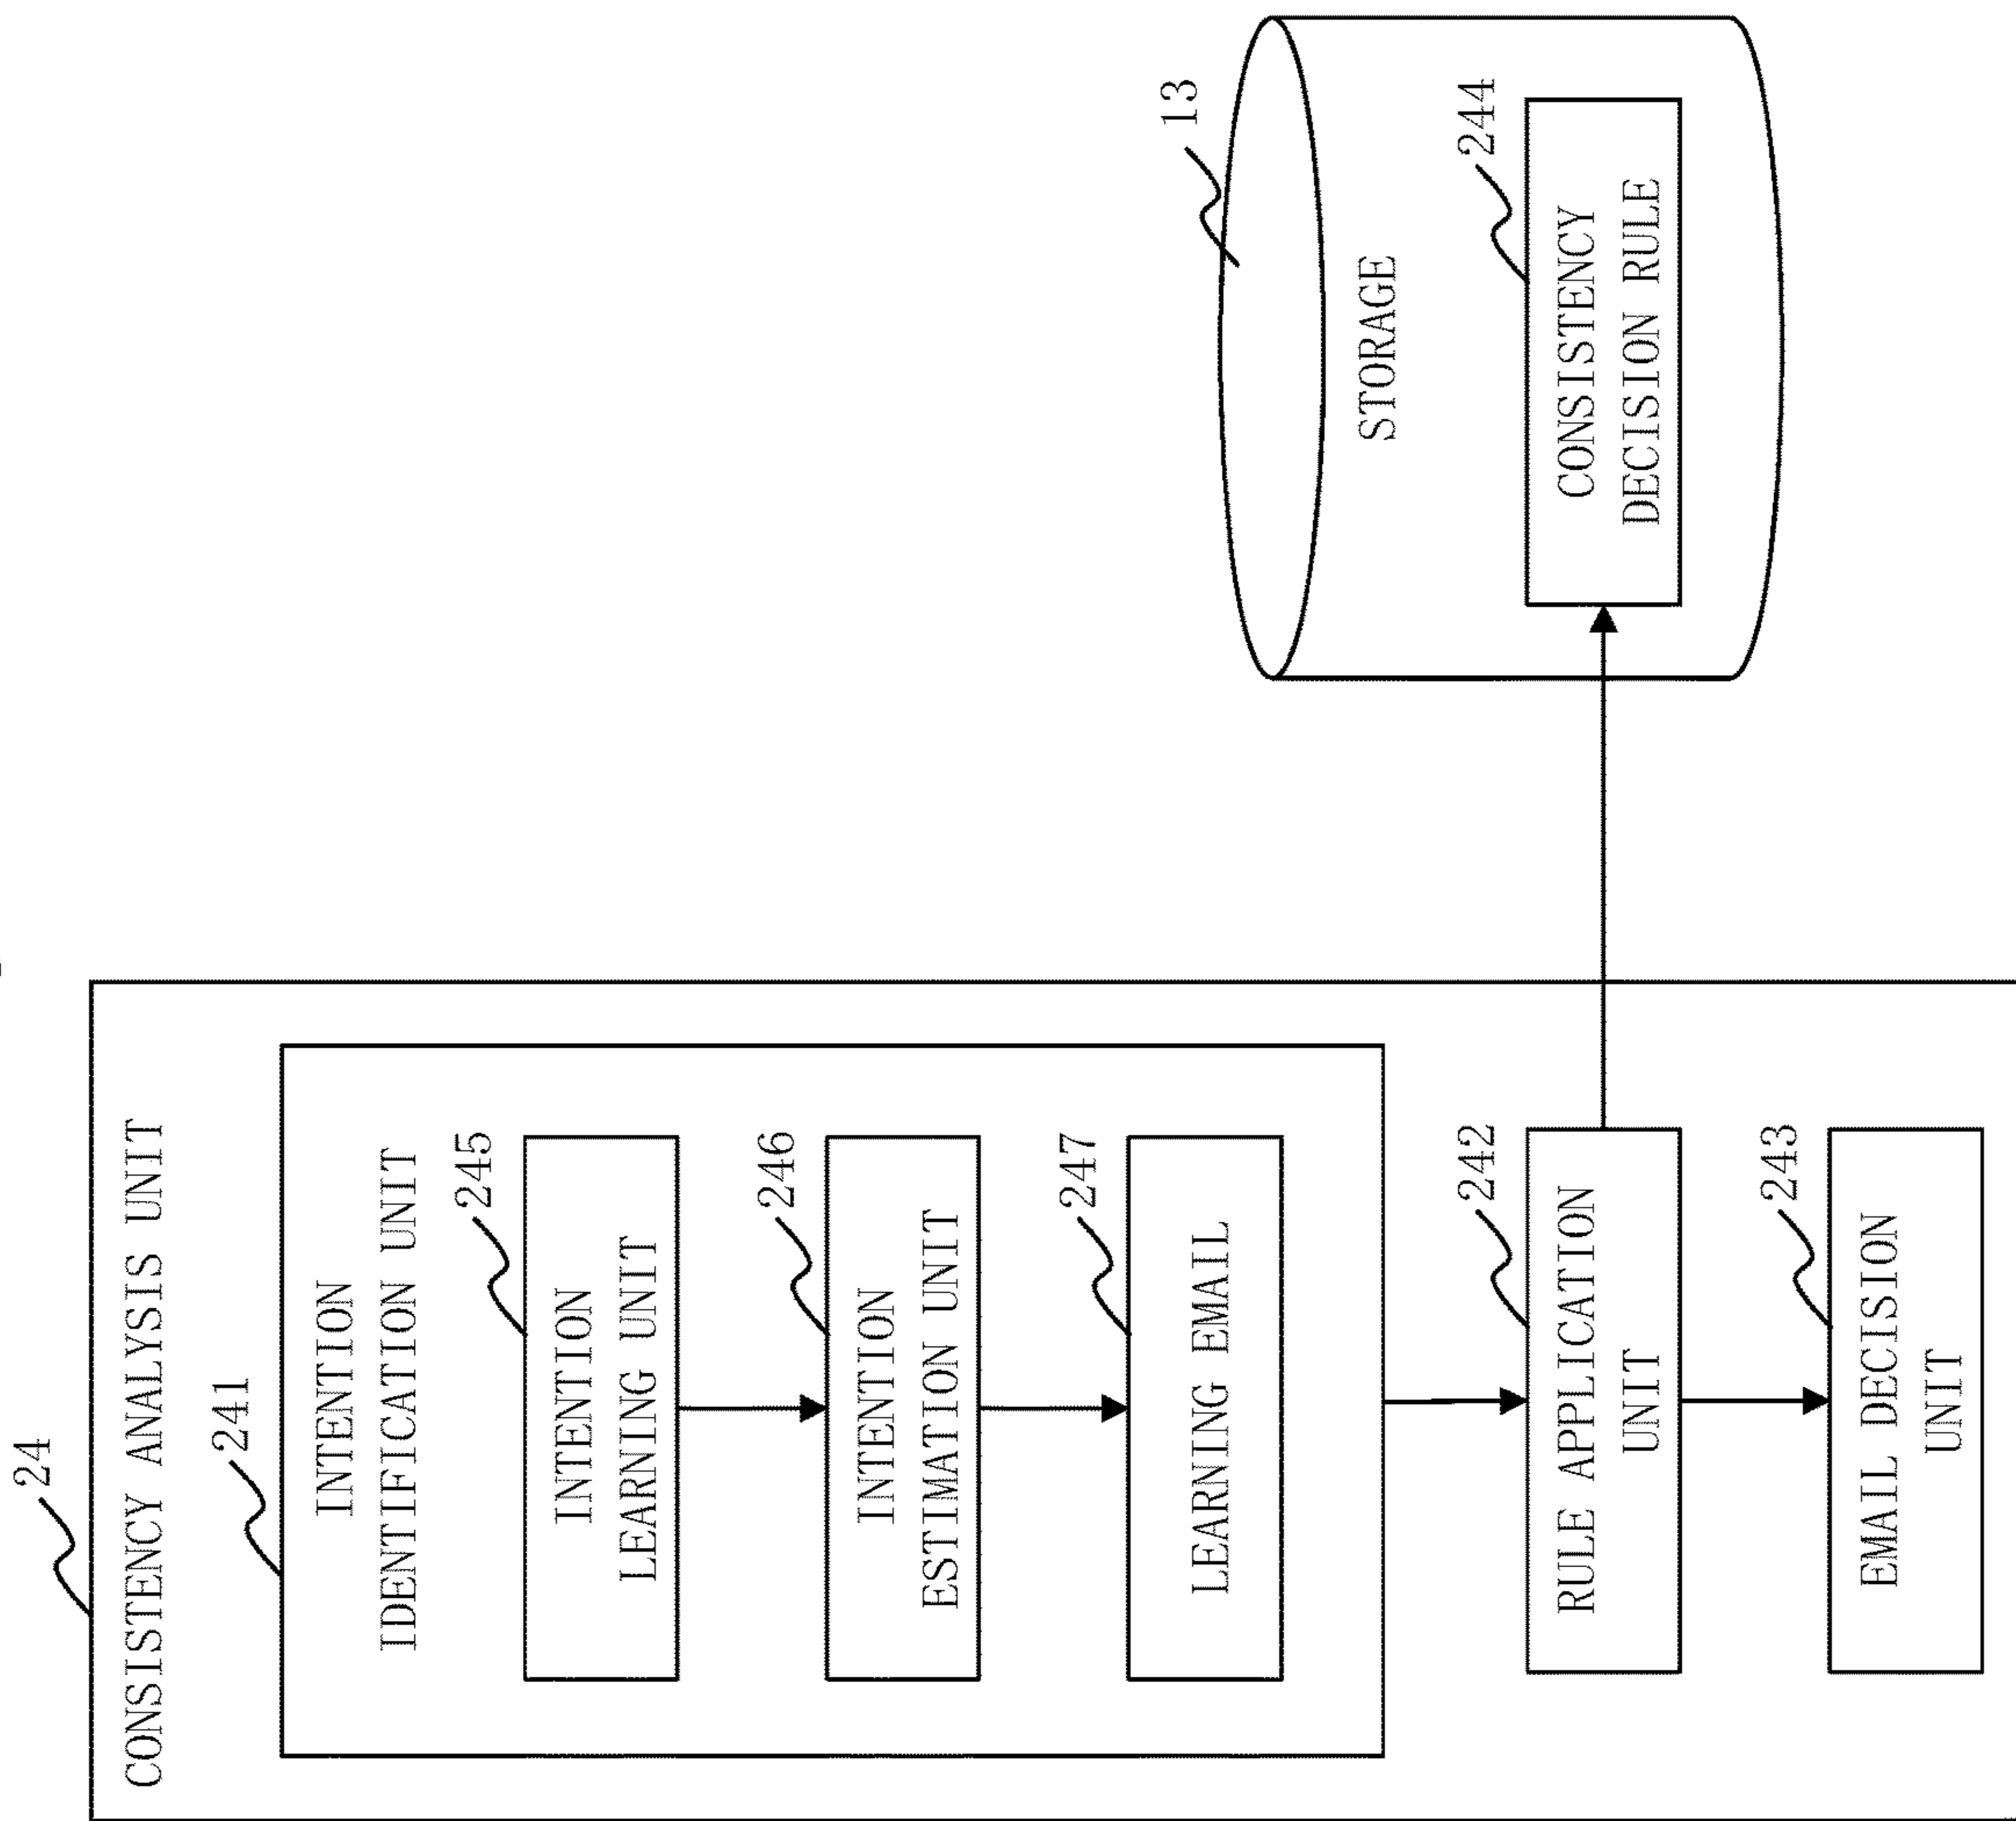 24
CONSISTENCY ANALYSIS UNIT
241
INTENTION
IDENTIFICATION UNIT
245
INTENTION
LEARNING UNIT
246
INTENTION
ESTIMATION UNIT
247
LEARNING EMAIL
242
RULE APPLICATION
UNIT
243
EMAIL DECISION
UNIT
13
STORAGE
244
CONSISTENCY
DECISION RULE